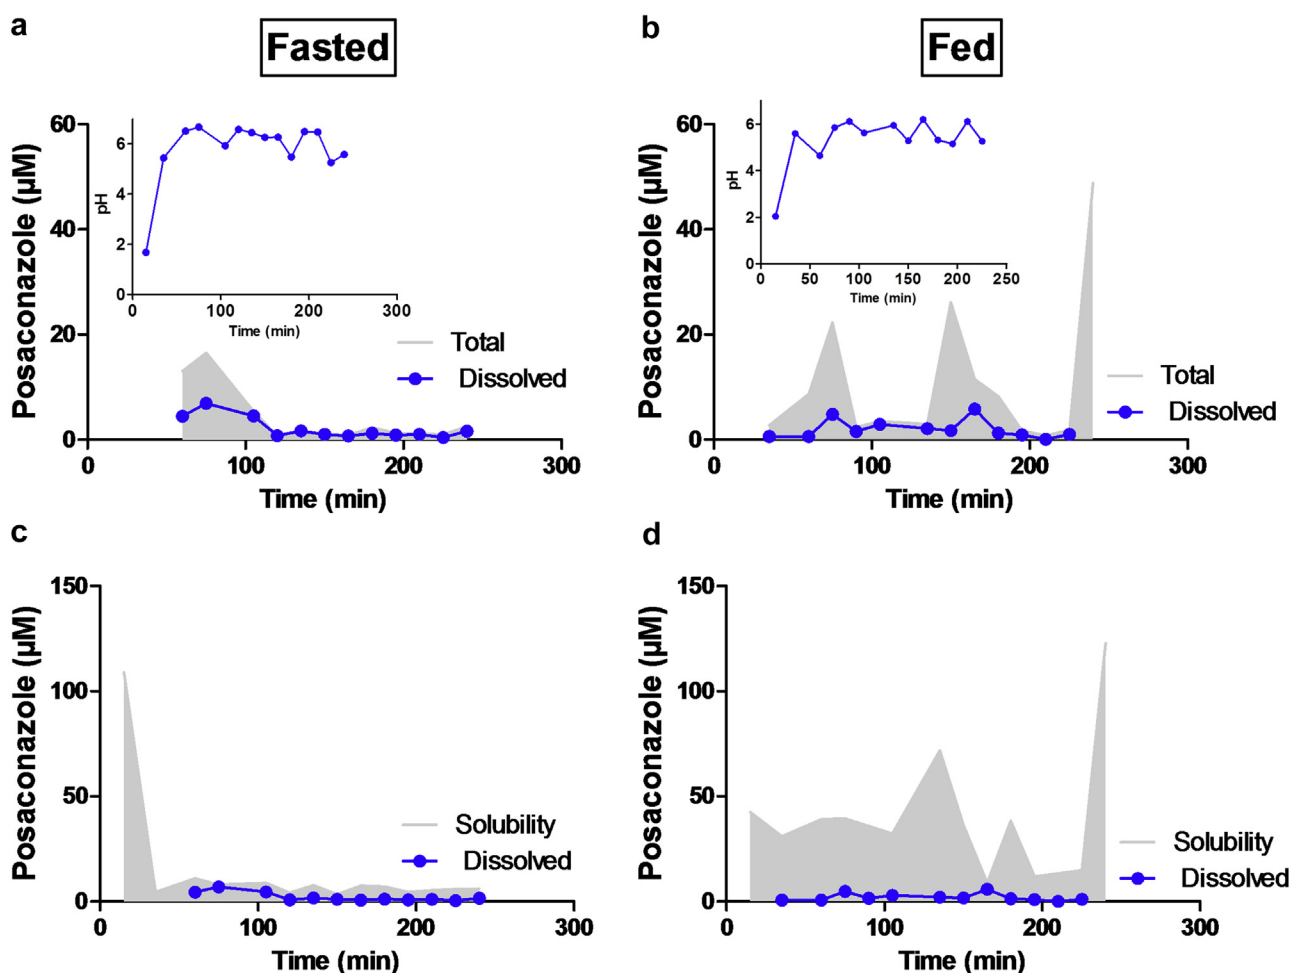 a
Fasted
b
Fed
Posaconazole (µM)
60
40
20
0
0
100
200
300
Time (min)
pH
6
4
2
0
0
100
200
300
Time (min)
Total
Dissolved
Posaconazole (µM)
60
40
20
0
0
100
200
300
Time (min)
pH
6
4
2
0
0
50
100
150
200
250
Time (min)
Total
Dissolved
c
Posaconazole (µM)
150
100
50
0
0
100
200
300
Time (min)
Solubility
Dissolved
d
Posaconazole (µM)
150
100
50
0
0
100
200
300
Time (min)
Solubility
Dissolved